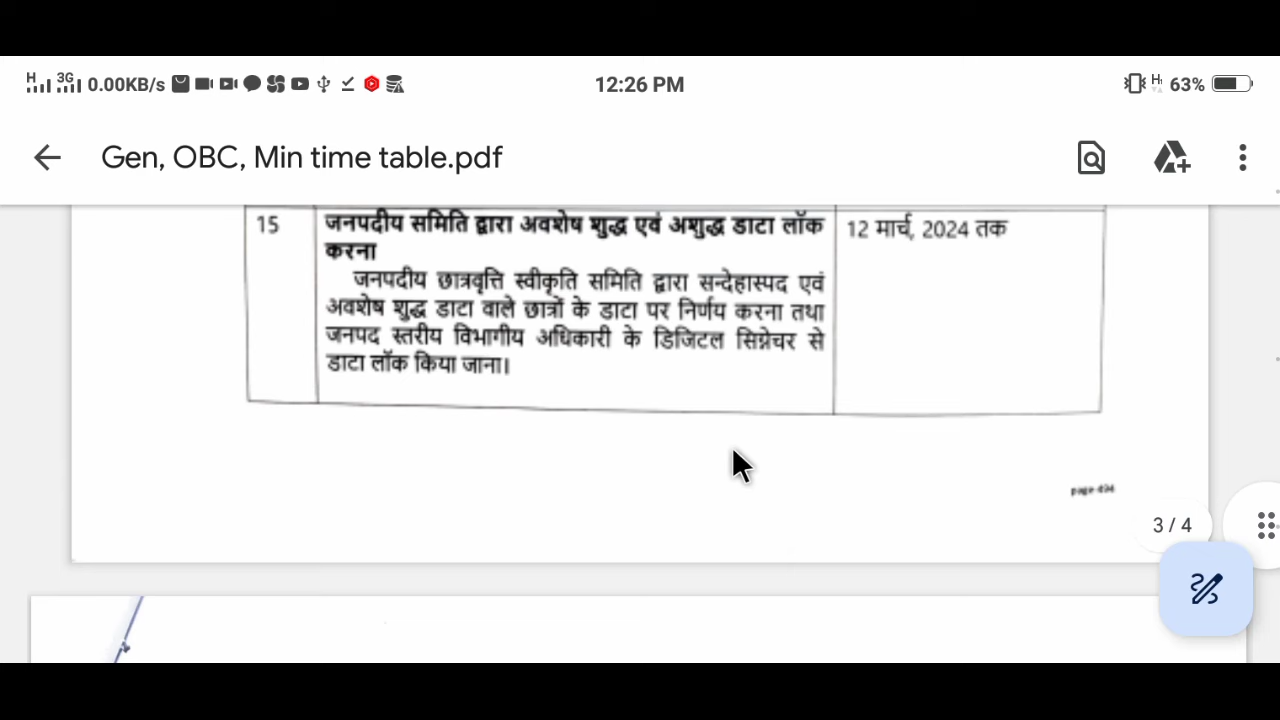 H 3G 0.00KB/s 12:26 PM H 63%
Gen, OBC, Min time table.pdf
15 जनपदीय समिति द्वारा अवशेष शुद्ध एवं अशुद्ध डाटा लॉक 12 मार्च, 2024 तक
करना
जनपदीय छात्रवृत्ति स्वीकृति समिति द्वारा सन्देहास्पद एवं
अवशेष शुद्ध डाटा वाले छात्रों के डाटा पर निर्णय करना तथा
जनपद स्तरीय विभागीय अधिकारी के डिजिटल सिग्नेचर से
डाटा लॉक किया जाना।
3 / 4